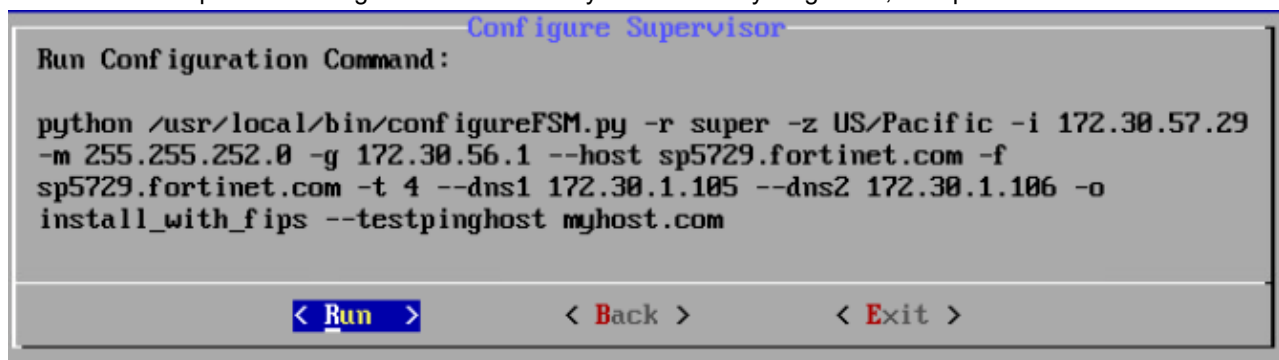 Configure Supervisor
Run Configuration Command:
python /usr/local/bin/configureFSM.py -r super -z US/Pacific -i 172.30.57.29
-m 255.255.252.0 -g 172.30.56.1 --host sp5729.fortinet.com -f
sp5729.fortinet.com -t 4 --dns1 172.30.1.105 --dns2 172.30.1.106 -o
install_with_fips --testpinghost myhost.com
< Run > < Back > < Exit >